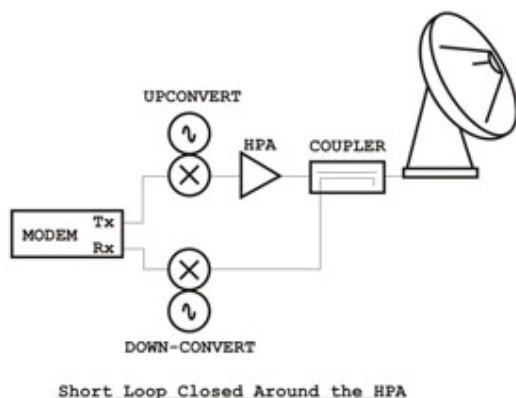 UPCONVERT
HPA
COUPLER
Tx
MODEM
Rx
DOWN-CONVERT
Short Loop Closed Around the HPA